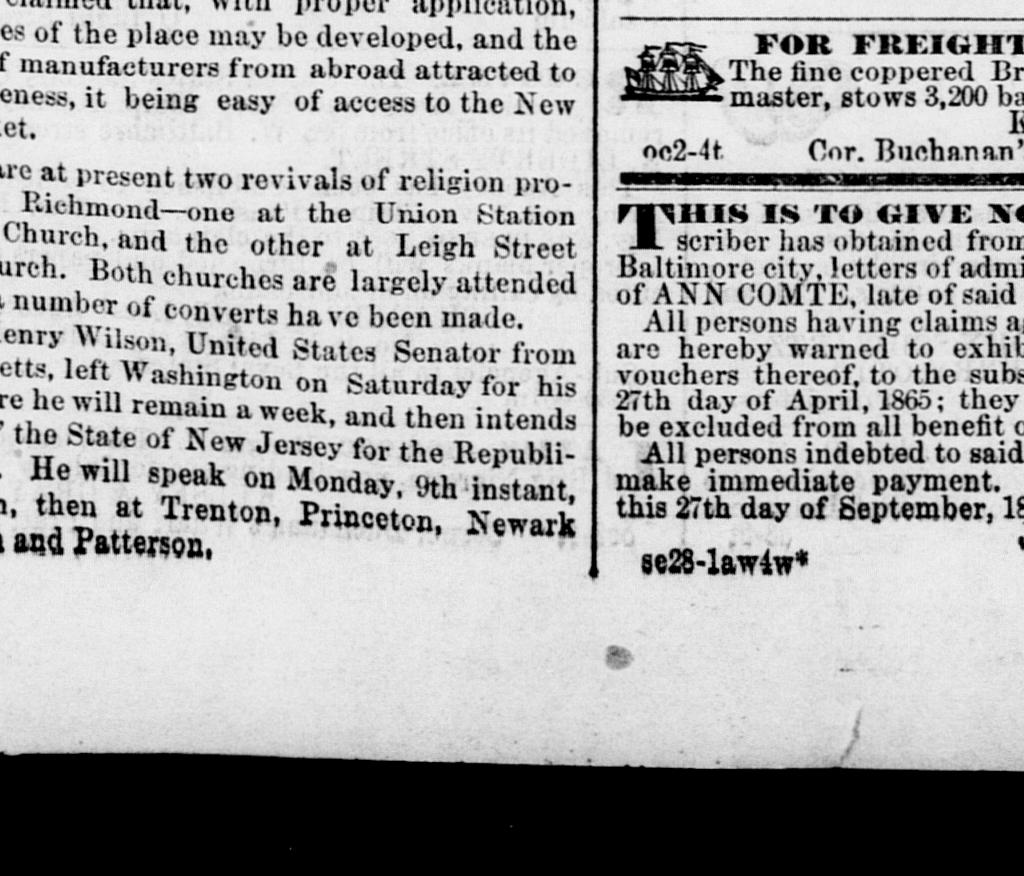 claimed that, with proper application,
es of the place may be developed, and the
f manufacturers from abroad attracted to
eness, it being easy of access to the New
et.
are at present two revivals of religion pro-
Richmond—one at the Union Station
Church, and the other at Leigh Street
urch. Both churches are largely attended
number of converts have been made.
enry Wilson, United States Senator from
etts, left Washington on Saturday for his
re he will remain a week, and then intends
the State of New Jersey for the Republi-
. He will speak on Monday, 9th instant,
, then at Trenton, Princeton, Newark
and Patterson.
FOR FREIGHT
The fine coppered Br
master, stows 3,200 ba
oc2-4t Cor. Buchanan'
THIS IS TO GIVE NO
scriber has obtained from
Baltimore city, letters of admi
of ANN COMTE, late of said
All persons having claims a
are hereby warned to exhib
vouchers thereof, to the subs
27th day of April, 1865; they
be excluded from all benefit o
All persons indebted to said
make immediate payment.
this 27th day of September, 18
se28-law4w*